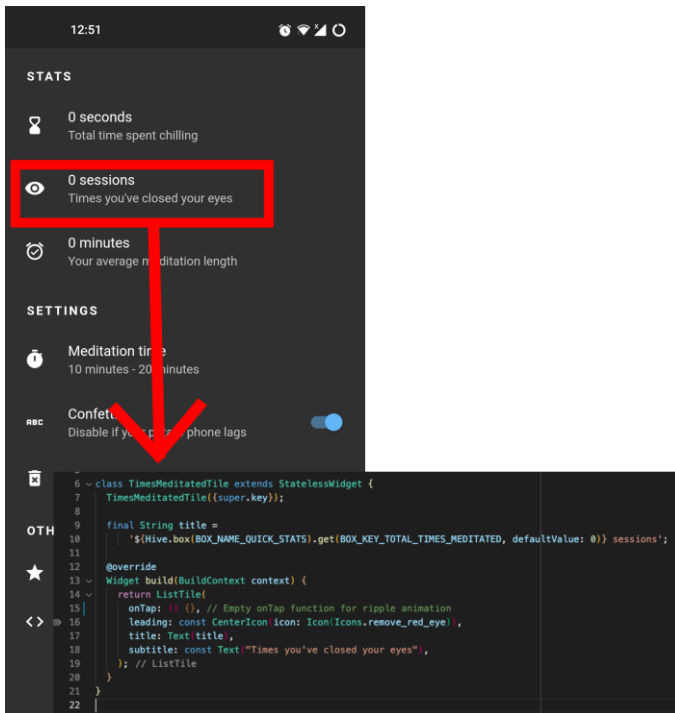 12:51
STATS
0 seconds
Total time spent chilling
0 sessions
Times you've closed your eyes
0 minutes
Your average meditation length
SETTINGS
Meditation time
10 minutes - 20 minutes
ABC
Confetti
Disable if your phone lags
OTH
6 class TimesMeditatedTile extends StatelessWidget {
7 TimesMeditatedTile({super.key});
8
9 final String title =
10 '${Hive.box(BOX_NAME_QUICK_STATS).get(BOX_KEY_TOTAL_TIMES_MEDITATED, defaultValue: 0)} sessions';
11
12 @override
13 Widget build(BuildContext context) {
14 return ListTile(
15 onTap: () {}, // Empty onTap function for ripple animation
16 leading: const CenterIcon(icon: Icon(Icons.remove_red_eye)),
17 title: Text(title),
18 subtitle: const Text("Times you've closed your eyes"),
19 ); // ListTile
20 }
21 }
22